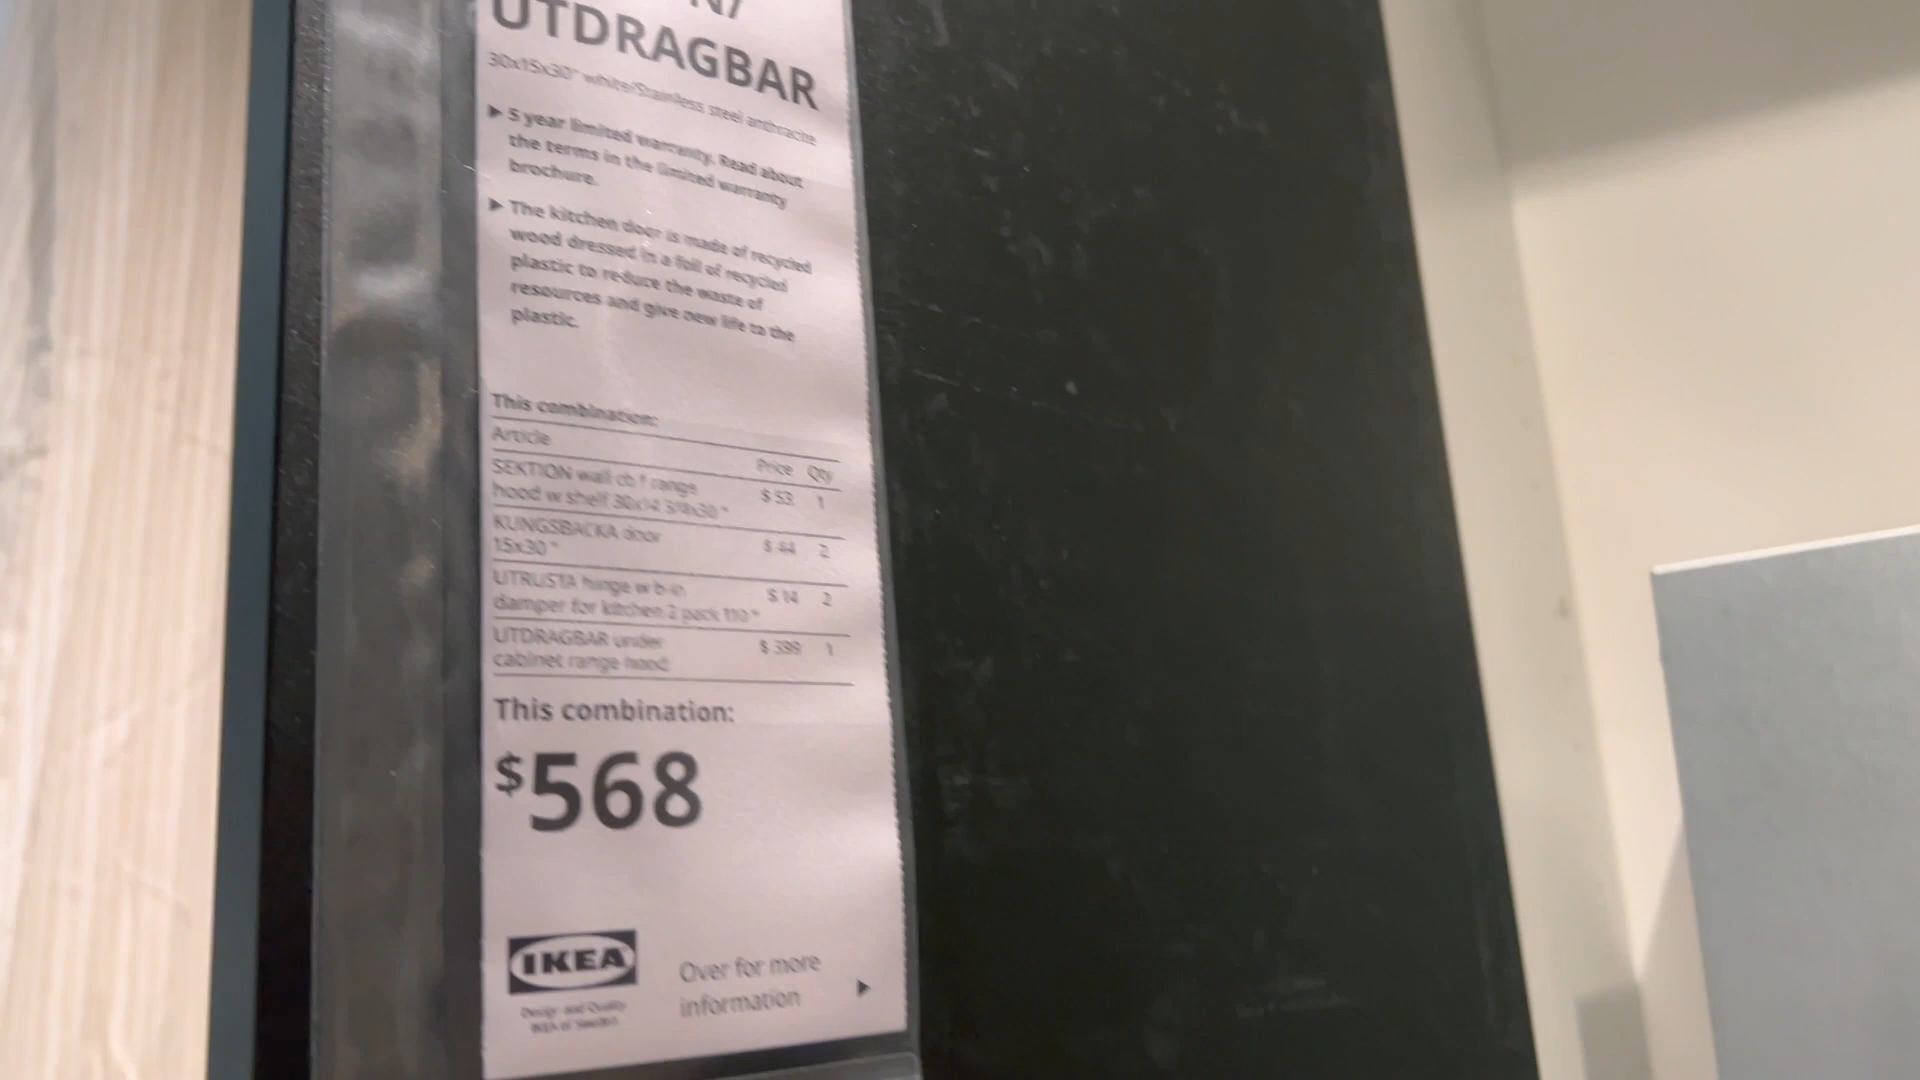 UTDRAGBAR
30x15x30" white/Stainless steel anthracite
▶ 5 year limited warranty. Read about
the terms in the limited warranty
brochure.
▶ The kitchen door is made of recycled
wood dressed in a foil of recycled
plastic to reduce the waste of
resources and give new life to the
plastic.
This combination:
Article Price Qty
SEKTION wall cb f range
hood w shelf 30x14 3/4x30 " $ 53 1
KUNGSBACKA door
15x30 " $ 44 2
UTRUSTA hinge w b-in
damper for kitchen 2 pack 110 ° $ 14 2
UTDRAGBAR under
cabinet range hood $ 399 1
This combination:
$568
IKEA
Design and Quality
IKEA of Sweden
Over for more
information ▶